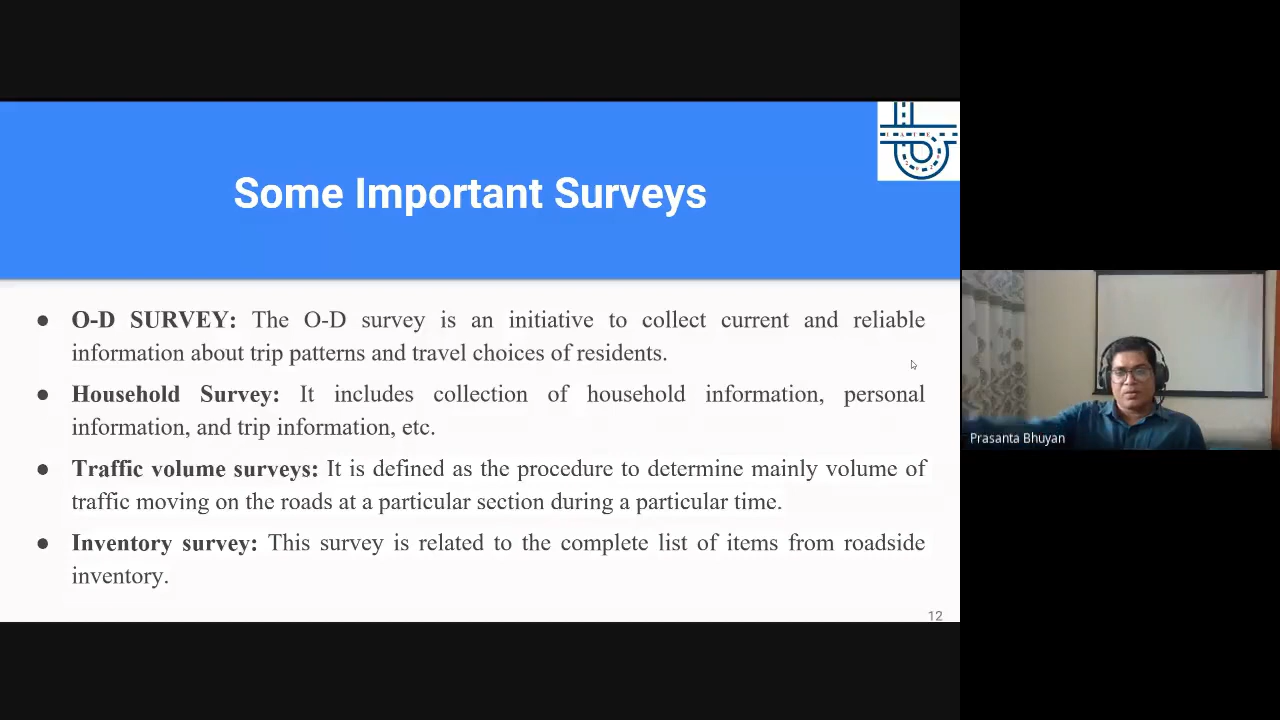 Some Important Surveys
● O-D SURVEY: The O-D survey is an initiative to collect current and reliable
information about trip patterns and travel choices of residents.
● Household Survey: It includes collection of household information, personal
information, and trip information, etc.
● Traffic volume surveys: It is defined as the procedure to determine mainly volume of
traffic moving on the roads at a particular section during a particular time.
● Inventory survey: This survey is related to the complete list of items from roadside
inventory.
12
Prasanta Bhuyan